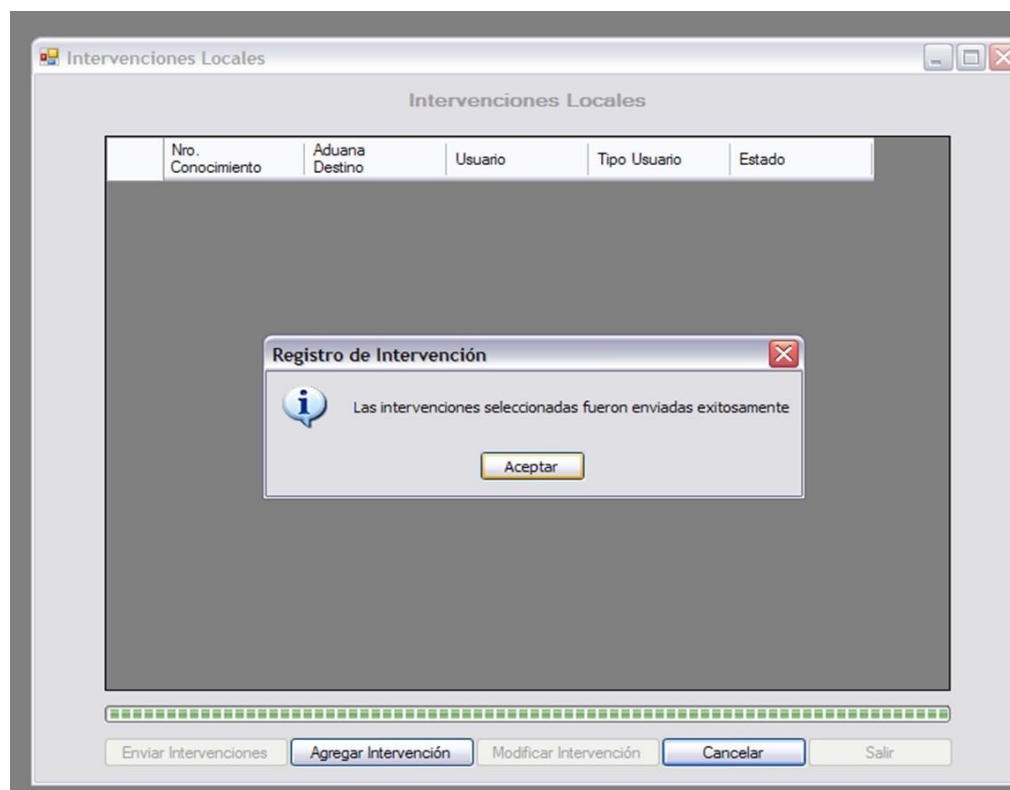 Intervenciones Locales
Intervenciones Locales
Nro. Conocimiento
Aduana Destino
Usuario
Tipo Usuario
Estado
Registro de Intervención
Las intervenciones seleccionadas fueron enviadas exitosamente
Aceptar
Enviar Intervenciones
Agregar Intervención
Modificar Intervención
Cancelar
Salir